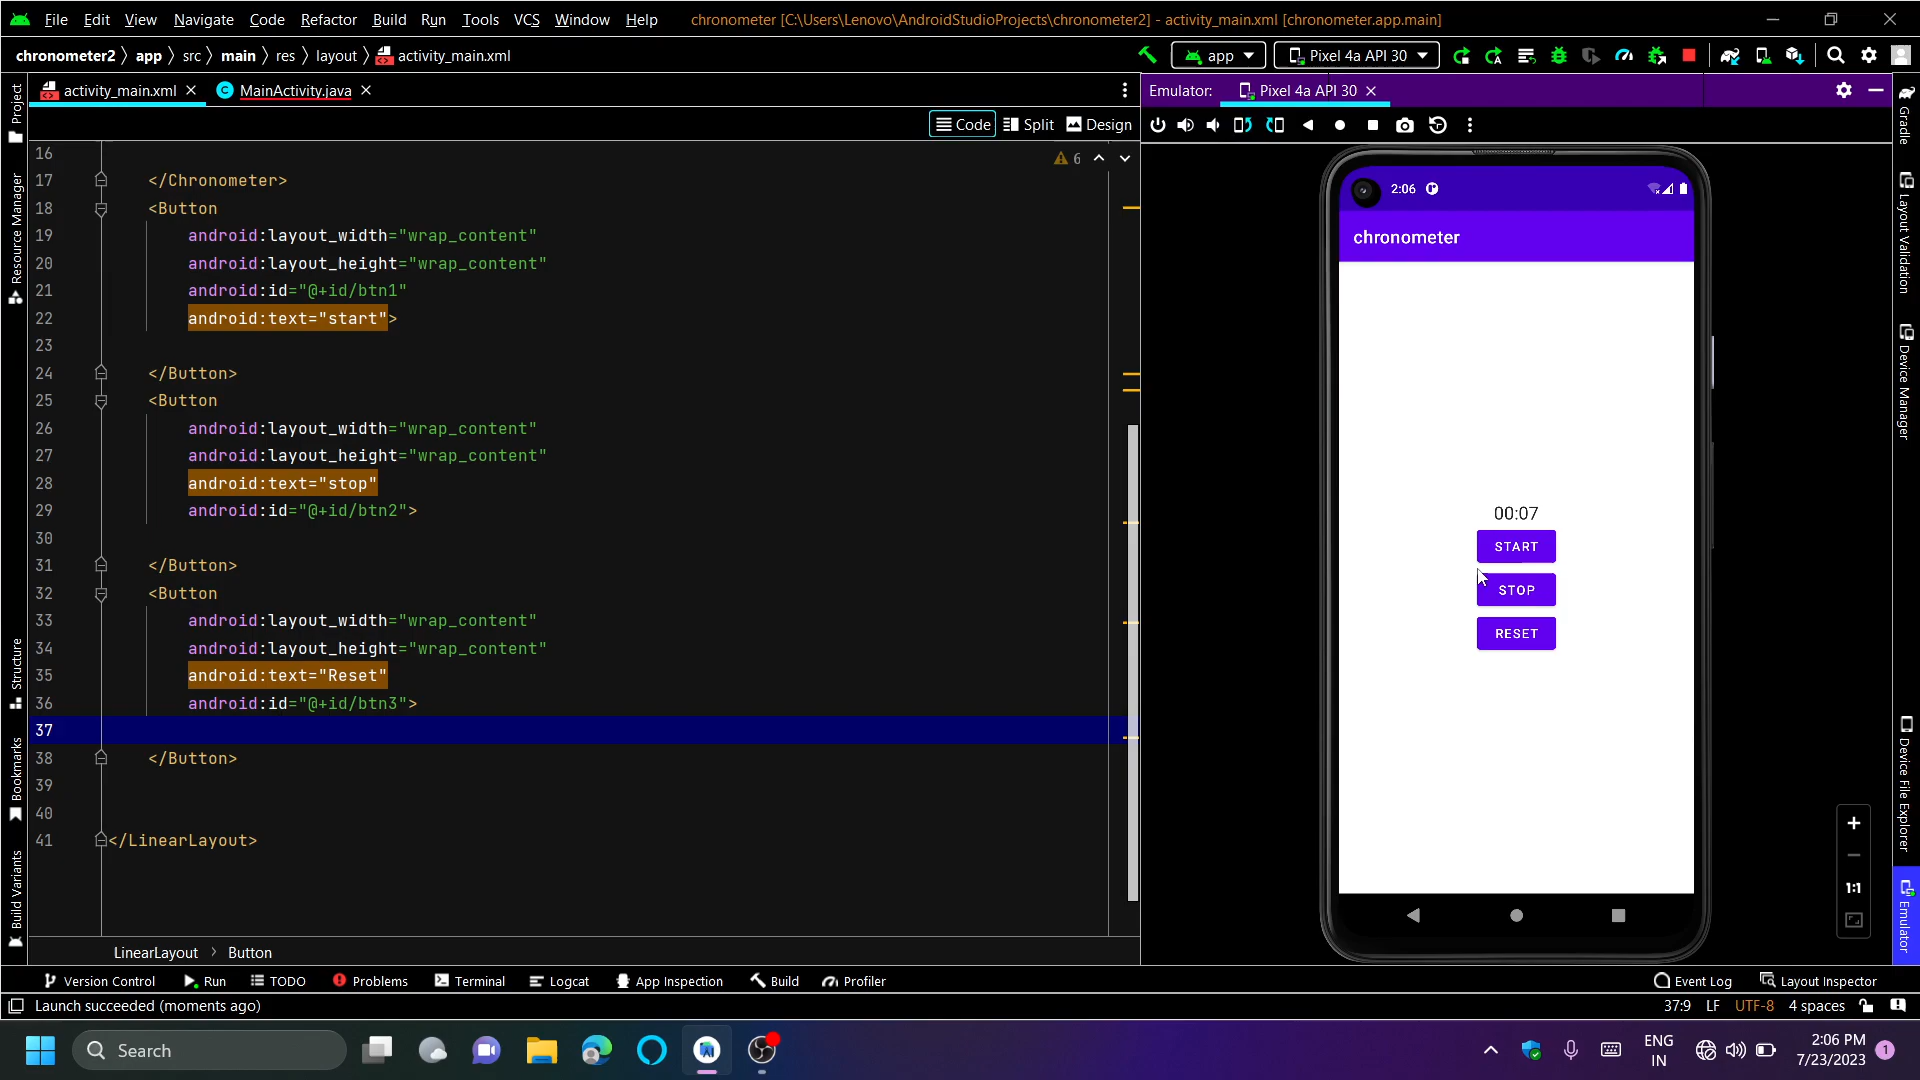 File Edit View Navigate Code Refactor Build Run Tools VCS Window Help chronometer [C:\Users\Lenovo\AndroidStudioProjects\chronometer2] - activity_main.xml [chronometer.app.main]
chronometer2 app src main res layout activity_main.xml app Pixel 4a API 30
activity_main.xml MainActivity.java Emulator: Pixel 4a API 30
Code Split Design
6
16
17 </Chronometer>
18 <Button
19 android:layout_width="wrap_content"
20 android:layout_height="wrap_content"
21 android:id="@+id/btn1"
22 android:text="start">
23
24 </Button>
25 <Button
26 android:layout_width="wrap_content"
27 android:layout_height="wrap_content"
28 android:text="stop"
29 android:id="@+id/btn2">
30
31 </Button>
32 <Button
33 android:layout_width="wrap_content"
34 android:layout_height="wrap_content"
35 android:text="Reset"
36 android:id="@+id/btn3">
37
38 </Button>
39
40
41 </LinearLayout>
LinearLayout Button
Project
Resource Manager
Structure
Bookmarks
Build Variants
2:06
chronometer
00:07
START
STOP
RESET
1:1
Gradle
Layout Validation
Device Manager
Device File Explorer
Emulator
Version Control Run TODO Problems Terminal Logcat App Inspection Build Profiler Event Log Layout Inspector
Launch succeeded (moments ago) 37:9 LF UTF-8 4 spaces
Search
ENG
IN
2:06 PM
7/23/2023
1